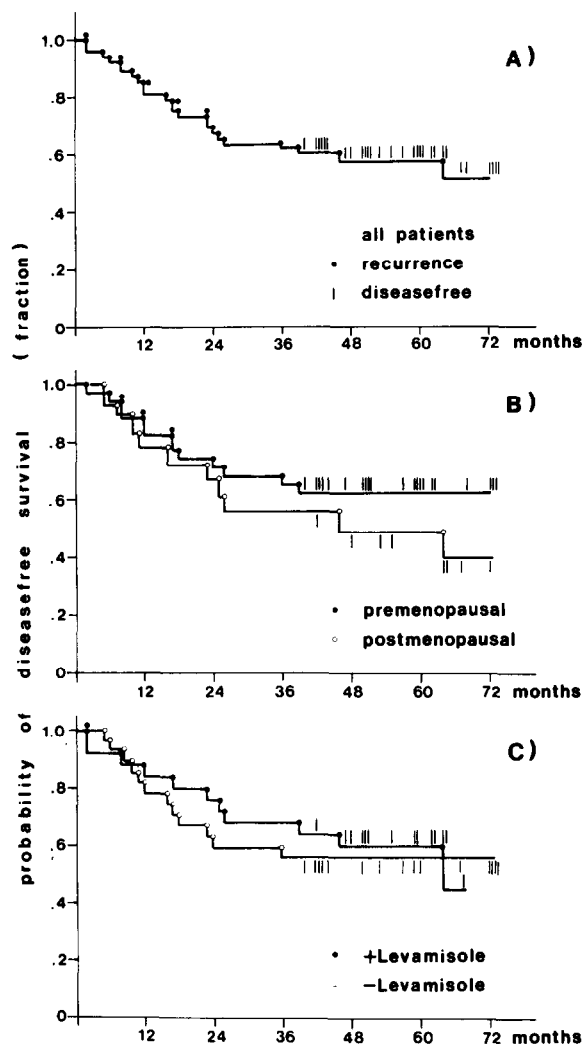 probability of diseasefree survival (fraction)
A)
1.0
.8
.6
.4
.2
0
all patients
recurrence
diseasefree
12 24 36 48 60 72 months
B)
1.0
.8
.6
.4
.2
0
premenopausal
postmenopausal
12 24 36 48 60 72 months
C)
1.0
.8
.6
.4
.2
0
+Levamisole
−Levamisole
12 24 36 48 60 72 months